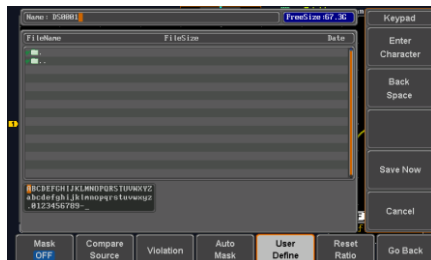 Name: DS0001
FreeSize:67.3G
Keypad
FileName FileSize Date
.
..
Enter
Character
Back
Space
Save Now
Cancel
ABCDEFGHIJKLMNOPQRSTUVWXYZ
abcdefghijklmnopqrstuvwxyz
.0123456789-_
Mask
OFF
Compare
Source
Violation
Auto
Mask
User
Define
Reset
Ratio
Go Back